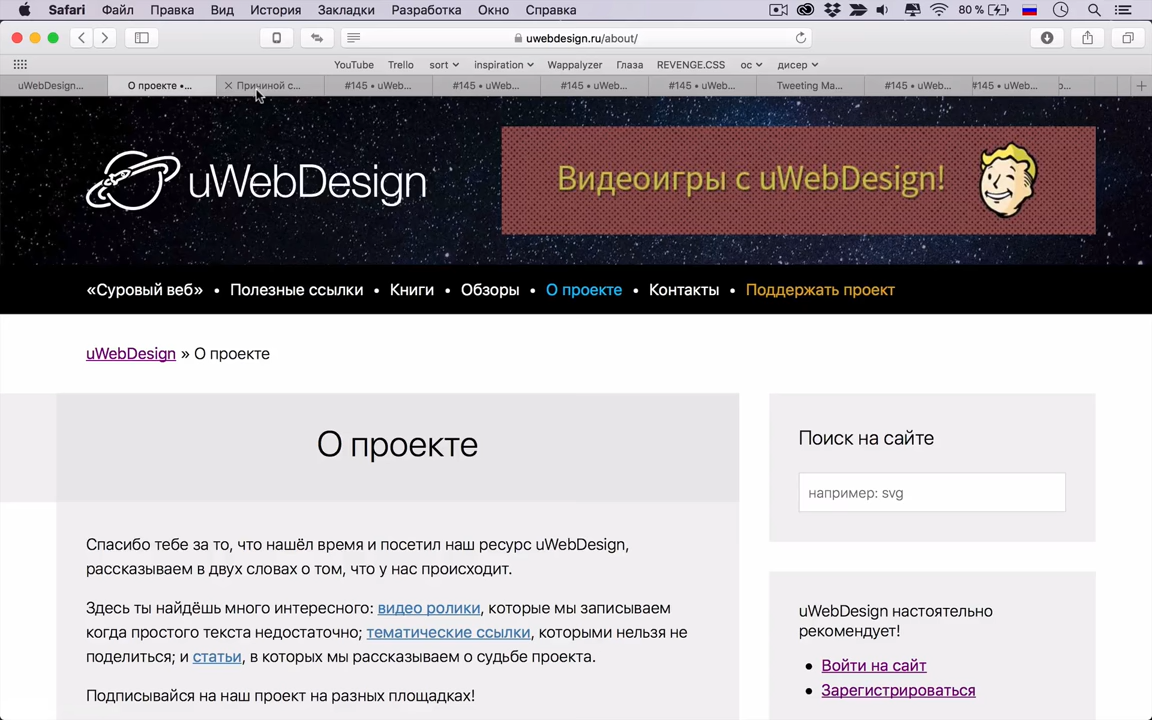 Safari Файл Правка Вид История Закладки Разработка Окно Справка 80 %
uwebdesign.ru/about/
YouTube Trello sort inspiration Wappalyzer Глаза REVENGE.CSS ос дисер
uWebDesign... О проекте •... Причиной с... #145 • uWeb... #145 • uWeb... #145 • uWeb... #145 • uWeb... Tweeting Ma... #145 • uWeb... #145 • uWe...
uWebDesign
Видеоигры с uWebDesign!
«Суровый веб» • Полезные ссылки • Книги • Обзоры • О проекте • Контакты • Поддержать проект
uWebDesign » О проекте
О проекте
Спасибо тебе за то, что нашёл время и посетил наш ресурс uWebDesign,
рассказываем в двух словах о том, что у нас происходит.
Здесь ты найдёшь много интересного: видео ролики, которые мы записываем
когда простого текста недостаточно; тематические ссылки, которыми нельзя не
поделиться; и статьи, в которых мы рассказываем о судьбе проекта.
Подписывайся на наш проект на разных площадках!
Поиск на сайте
например: svg
uWebDesign настоятельно
рекомендует!
• Войти на сайт
• Зарегистрироваться